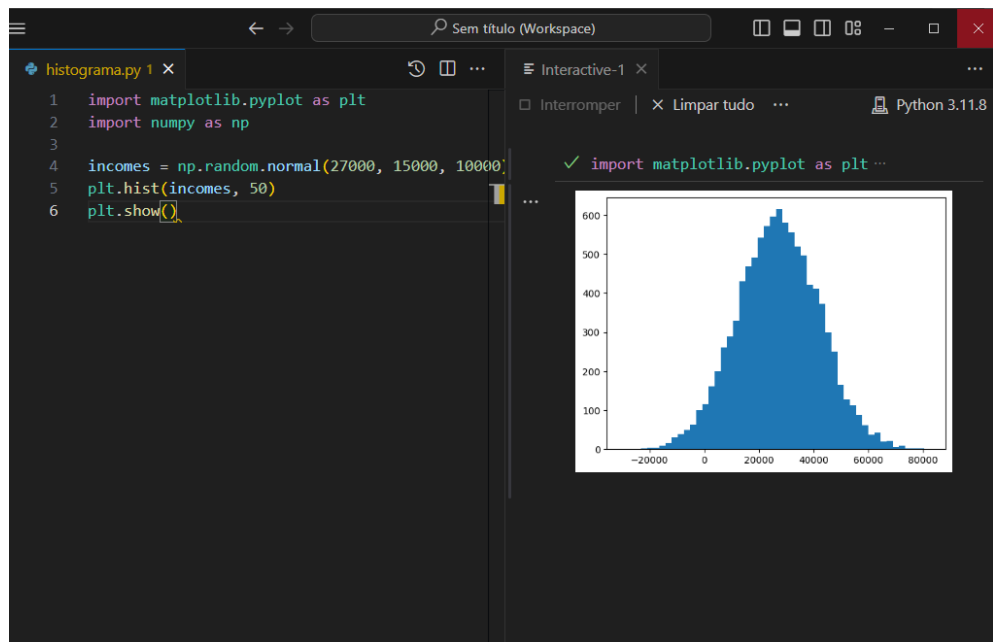 Sem título (Workspace)
histograma.py 1
Interactive-1
Interromper | Limpar tudo ... Python 3.11.8
1 import matplotlib.pyplot as plt
2 import numpy as np
3
4 incomes = np.random.normal(27000, 15000, 10000)
5 plt.hist(incomes, 50)
6 plt.show()
import matplotlib.pyplot as plt ...
600
500
400
300
200
100
0
−20000 0 20000 40000 60000 80000